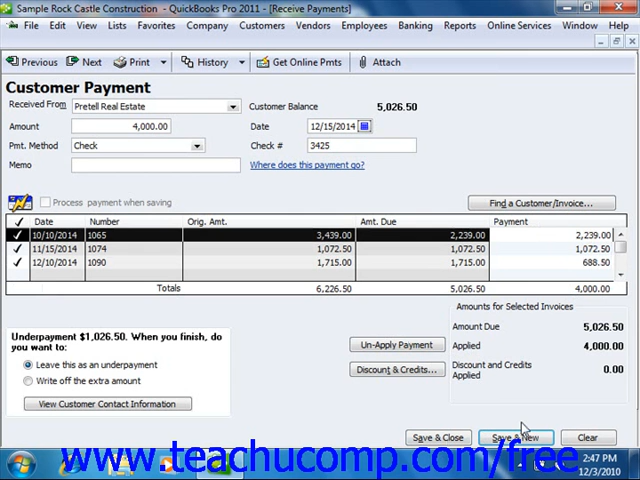 Sample Rock Castle Construction - QuickBooks Pro 2011 - [Receive Payments]
File Edit View Lists Favorites Company Customers Vendors Employees Banking Reports Online Services Window Help
Previous Next Print History Get Online Pmts Attach
Customer Payment
Received From Pretell Real Estate Customer Balance 5,026.50
Amount 4,000.00 Date 12/15/2014
Pmt. Method Check Check # 3425
Memo Where does this payment go?
Process payment when saving Find a Customer/Invoice...
Date Number Orig. Amt. Amt. Due Payment
10/10/2014 1065 3,439.00 2,239.00 2,239.00
11/15/2014 1074 1,072.50 1,072.50 1,072.50
12/10/2014 1090 1,715.00 1,715.00 688.50
Totals 6,226.50 5,026.50 4,000.00
Amounts for Selected Invoices
Amount Due 5,026.50
Applied 4,000.00
Discount and Credits Applied 0.00
Underpayment $1,026.50. When you finish, do
you want to:
Leave this as an underpayment
Write off the extra amount
View Customer Contact Information
Un-Apply Payment
Discount & Credits...
Save & Close Save & New Clear
www.teachucomp.com/free
2:47 PM
12/3/2010